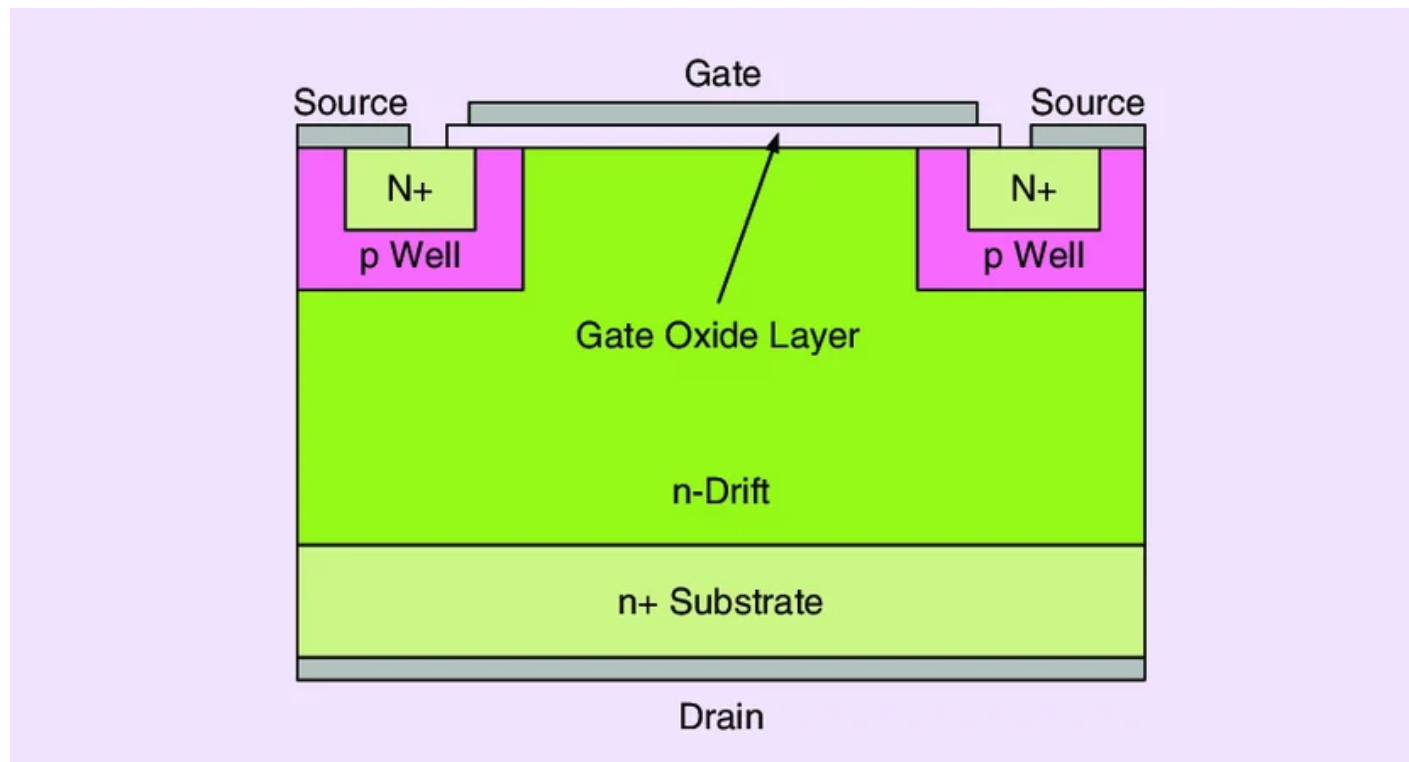 Gate
Source
Source
N+
N+
p Well
p Well
Gate Oxide Layer
n-Drift
n+ Substrate
Drain